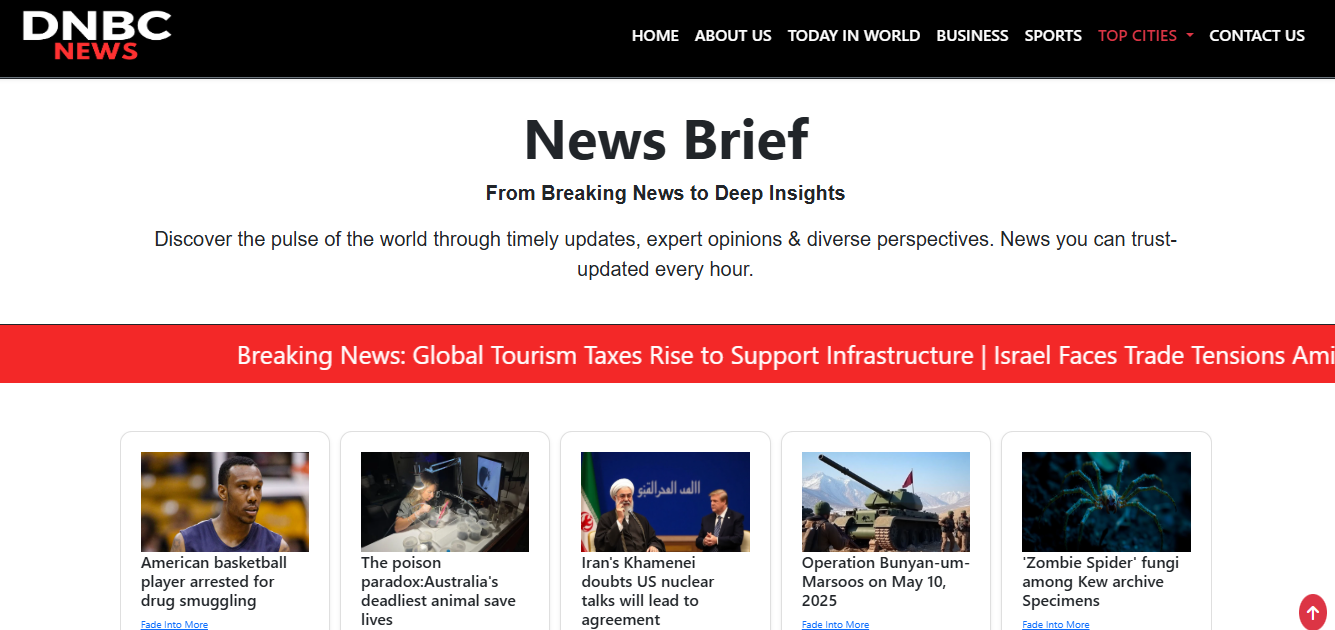 DNBC
NEWS
HOME ABOUT US TODAY IN WORLD BUSINESS SPORTS TOP CITIES CONTACT US
News Brief
From Breaking News to Deep Insights
Discover the pulse of the world through timely updates, expert opinions & diverse perspectives. News you can trust-
updated every hour.
Breaking News: Global Tourism Taxes Rise to Support Infrastructure | Israel Faces Trade Tensions Ami
American basketball
player arrested for
drug smuggling
Fade Into More
The poison
paradox:Australia's
deadliest animal save
lives
Iran's Khamenei
doubts US nuclear
talks will lead to
agreement
Operation Bunyan-um-
Marsoos on May 10,
2025
Fade Into More
'Zombie Spider' fungi
among Kew archive
Specimens
Fade Into More